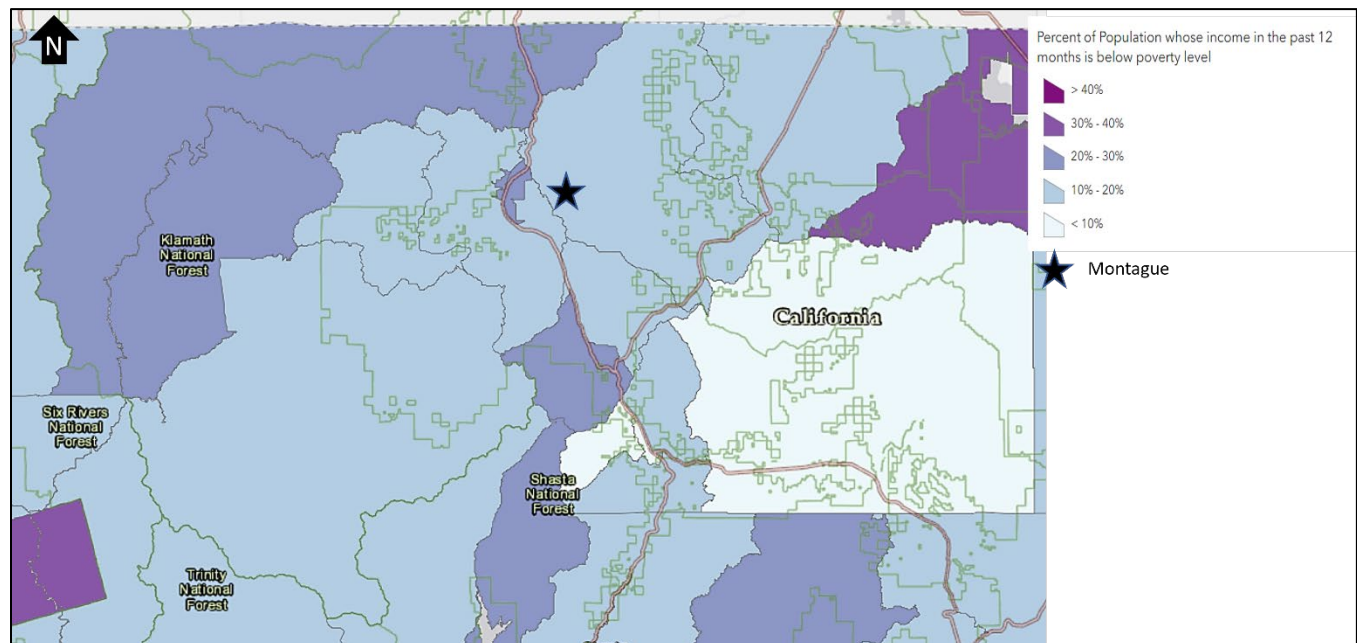 N
Percent of Population whose income in the past 12
months is below poverty level
> 40%
30% - 40%
20% - 30%
10% - 20%
< 10%
Montague
Klamath
National
Forest
California
Six Rivers
National
Forest
Shasta
National
Forest
Trinity
National
Forest